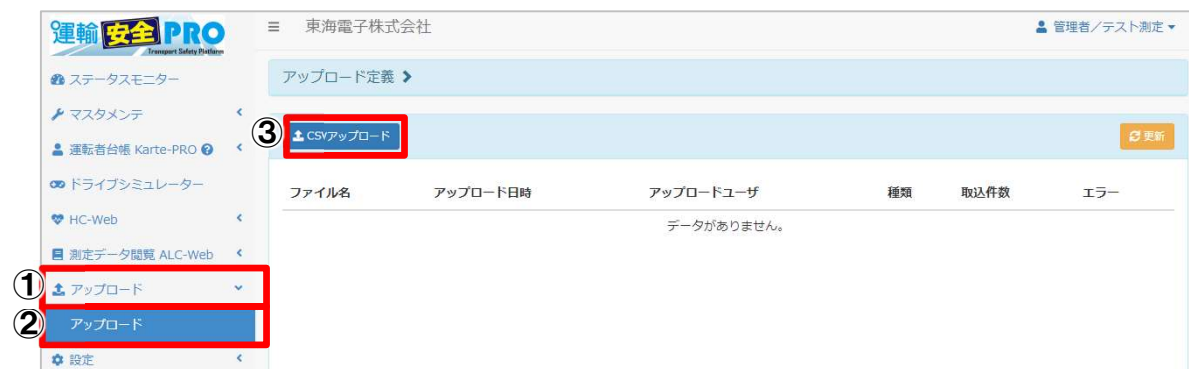 運輸安全PRO
Transport Safety Platform
東海電子株式会社
管理者／テスト測定
ステータスモニター
アップロード定義
マスタメンテ
③
CSVアップロード
更新
運転者台帳 Karte-PRO
ドライブシミュレーター
ファイル名 アップロード日時 アップロードユーザ 種類 取込件数 エラー
HC-Web
データがありません。
測定データ閲覧 ALC-Web
①
アップロード
②
アップロード
設定